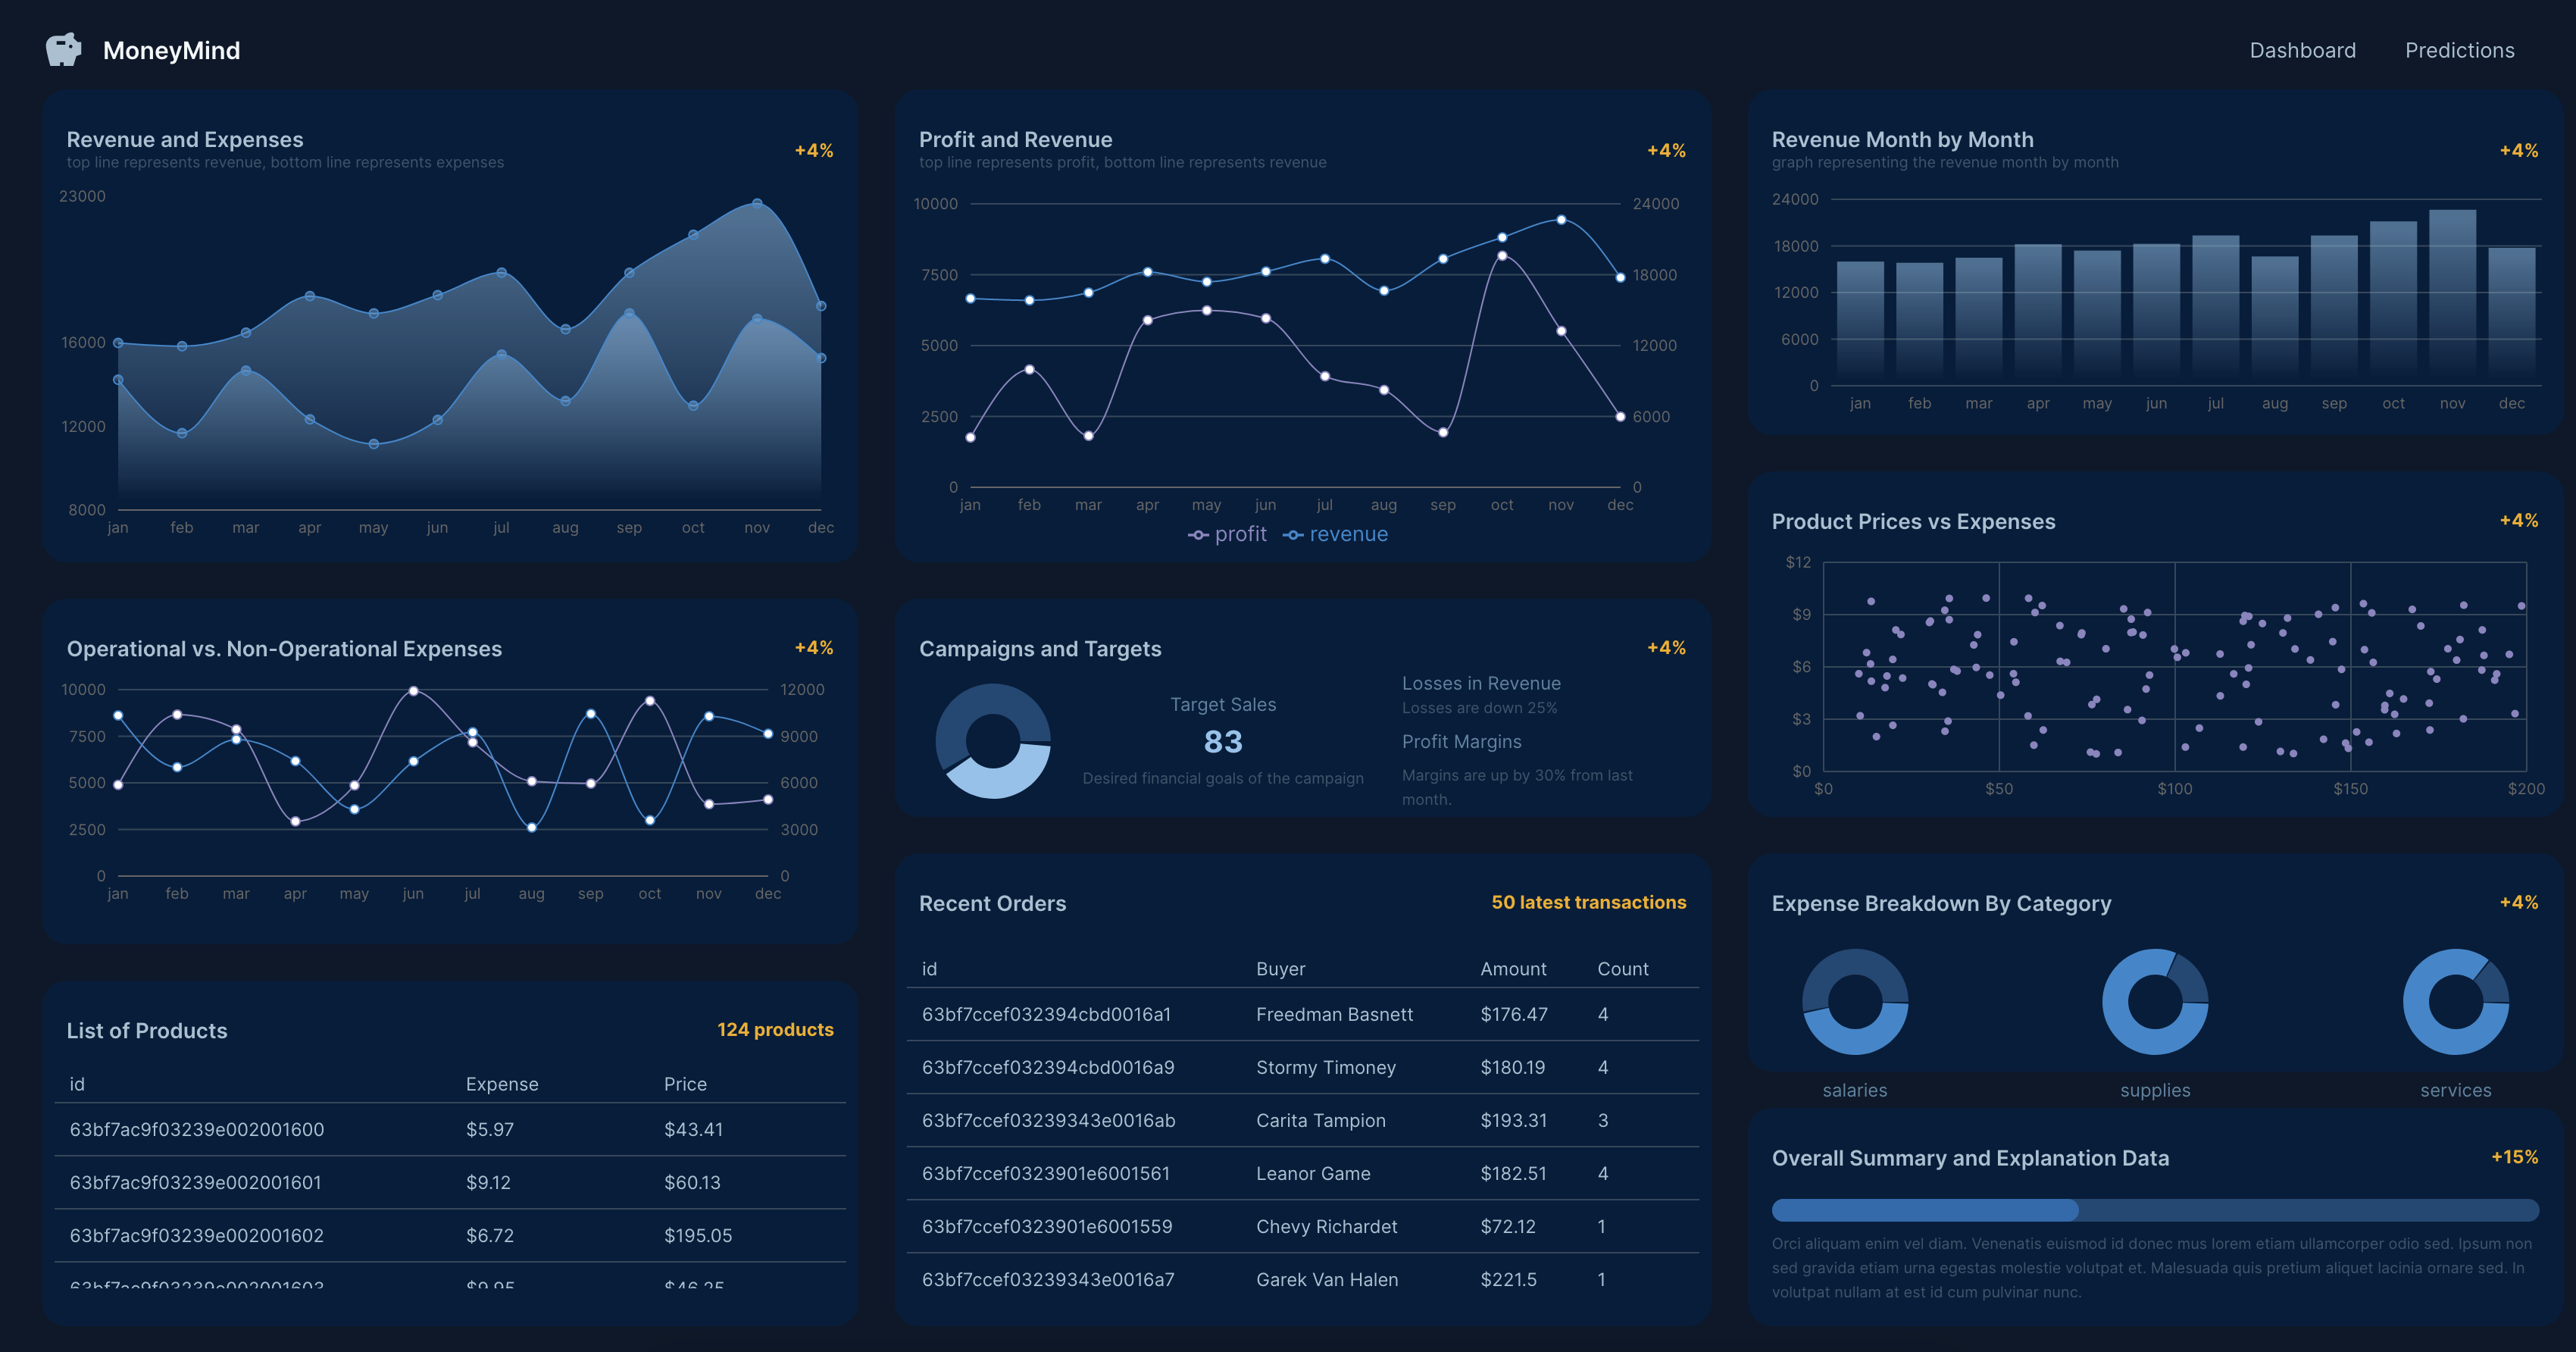 MoneyMind
Dashboard Predictions
Revenue and Expenses
top line represents revenue, bottom line represents expenses
+4%
23000
16000
12000
8000
jan feb mar apr may jun jul aug sep oct nov dec
Profit and Revenue
top line represents profit, bottom line represents revenue
+4%
10000 24000
7500 18000
5000 12000
2500 6000
0 0
jan feb mar apr may jun jul aug sep oct nov dec
profit revenue
Revenue Month by Month
graph representing the revenue month by month
+4%
24000
18000
12000
6000
0
jan feb mar apr may jun jul aug sep oct nov dec
Operational vs. Non-Operational Expenses
+4%
10000 12000
7500 9000
5000 6000
2500 3000
0 0
jan feb mar apr may jun jul aug sep oct nov dec
Campaigns and Targets
+4%
Target Sales
83
Desired financial goals of the campaign
Losses in Revenue
Losses are down 25%
Profit Margins
Margins are up by 30% from last
month.
Product Prices vs Expenses
+4%
$12
$9
$6
$3
$0
$0 $50 $100 $150 $200
List of Products
124 products
id Expense Price
63bf7ac9f03239e002001600 $5.97 $43.41
63bf7ac9f03239e002001601 $9.12 $60.13
63bf7ac9f03239e002001602 $6.72 $195.05
63bf7ac9f03239e002001603 $9.95 $46.25
Recent Orders
50 latest transactions
id Buyer Amount Count
63bf7ccef032394cbd0016a1 Freedman Basnett $176.47 4
63bf7ccef032394cbd0016a9 Stormy Timoney $180.19 4
63bf7ccef03239343e0016ab Carita Tampion $193.31 3
63bf7ccef0323901e6001561 Leanor Game $182.51 4
63bf7ccef0323901e6001559 Chevy Richardet $72.12 1
63bf7ccef03239343e0016a7 Garek Van Halen $221.5 1
Expense Breakdown By Category
+4%
salaries supplies services
Overall Summary and Explanation Data
+15%
Orci aliquam enim vel diam. Venenatis euismod id donec mus lorem etiam ullamcorper odio sed. Ipsum non
sed gravida etiam urna egestas molestie volutpat et. Malesuada quis pretium aliquet lacinia ornare sed. In
volutpat nullam at est id cum pulvinar nunc.